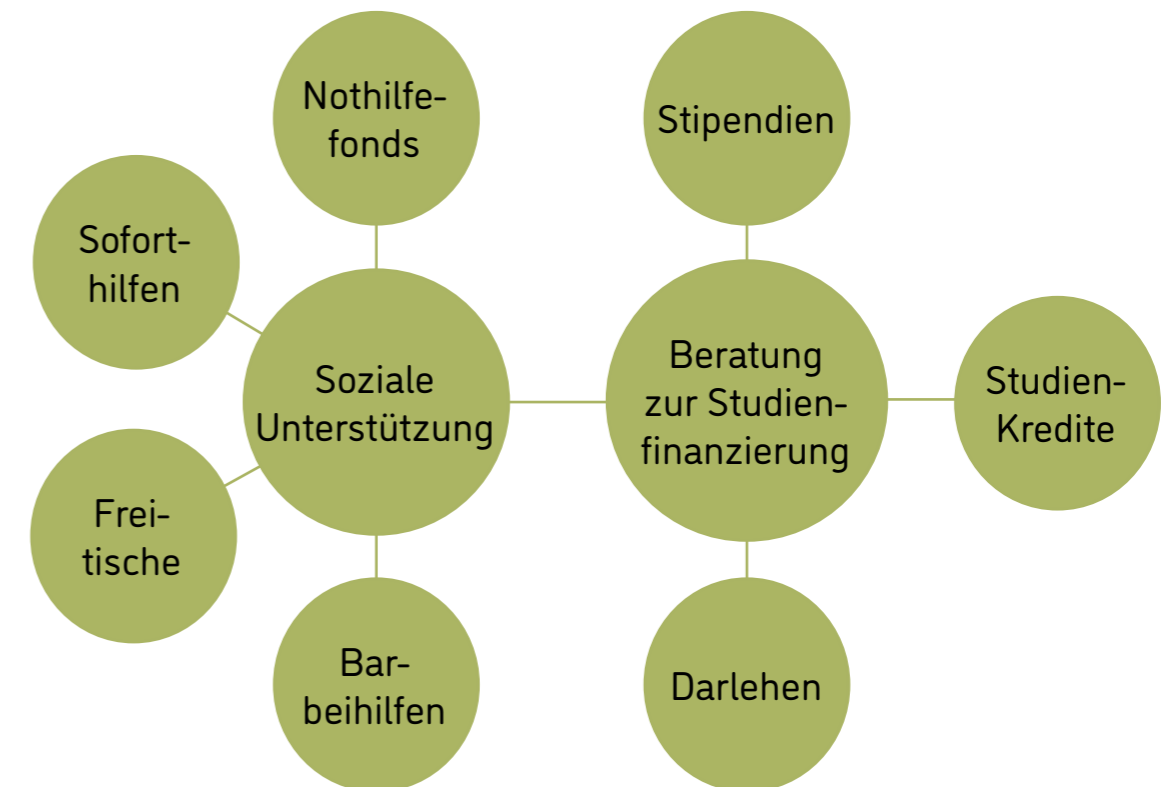 Nothilfe-
fonds
Stipendien
Sofort-
hilfen
Soziale
Unterstützung
Beratung
zur Studien-
finanzierung
Studien-
Kredite
Frei-
tische
Bar-
beihilfen
Darlehen